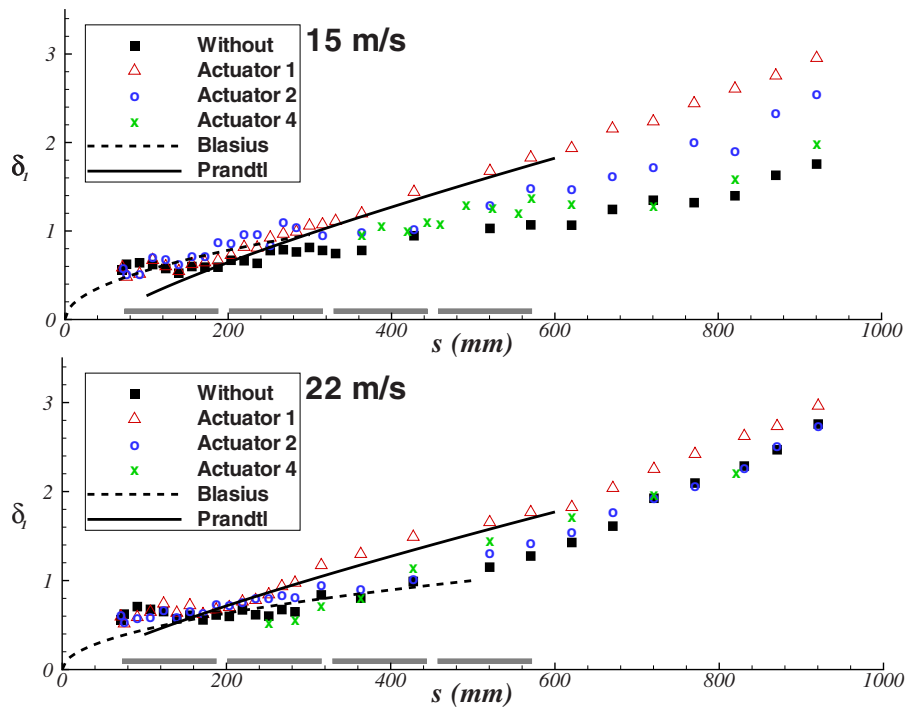 15 m/s
Without
Actuator 1
Actuator 2
Actuator 4
Blasius
Prandtl
δ₁
3
2
1
0
0 200 400 600 800 1000
s (mm)
22 m/s
Without
Actuator 1
Actuator 2
Actuator 4
Blasius
Prandtl
δ₁
3
2
1
0
0 200 400 600 800 1000
s (mm)